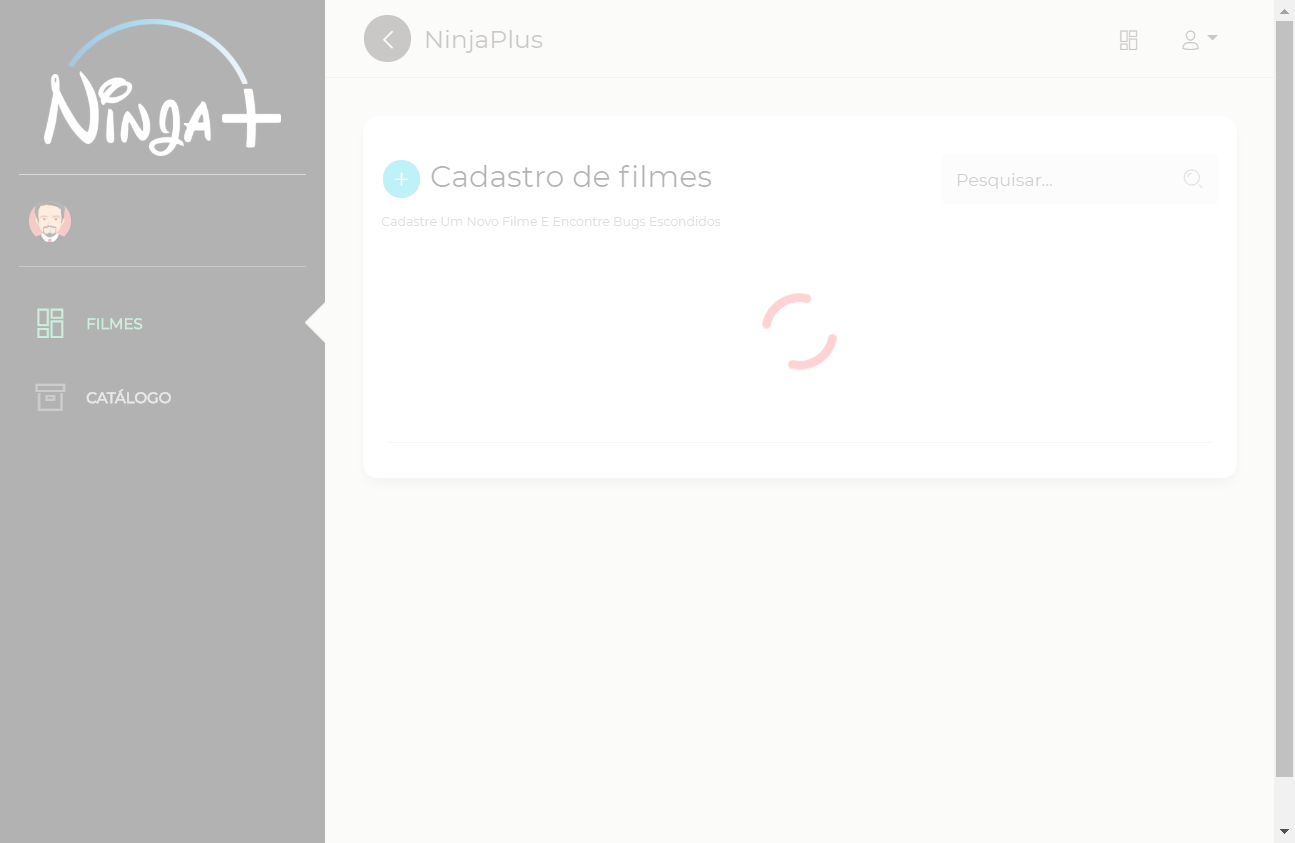 Ninja+
NinjaPlus
Cadastro de filmes
Pesquisar...
Cadastre Um Novo Filme E Encontre Bugs Escondidos
FILMES
CATÁLOGO